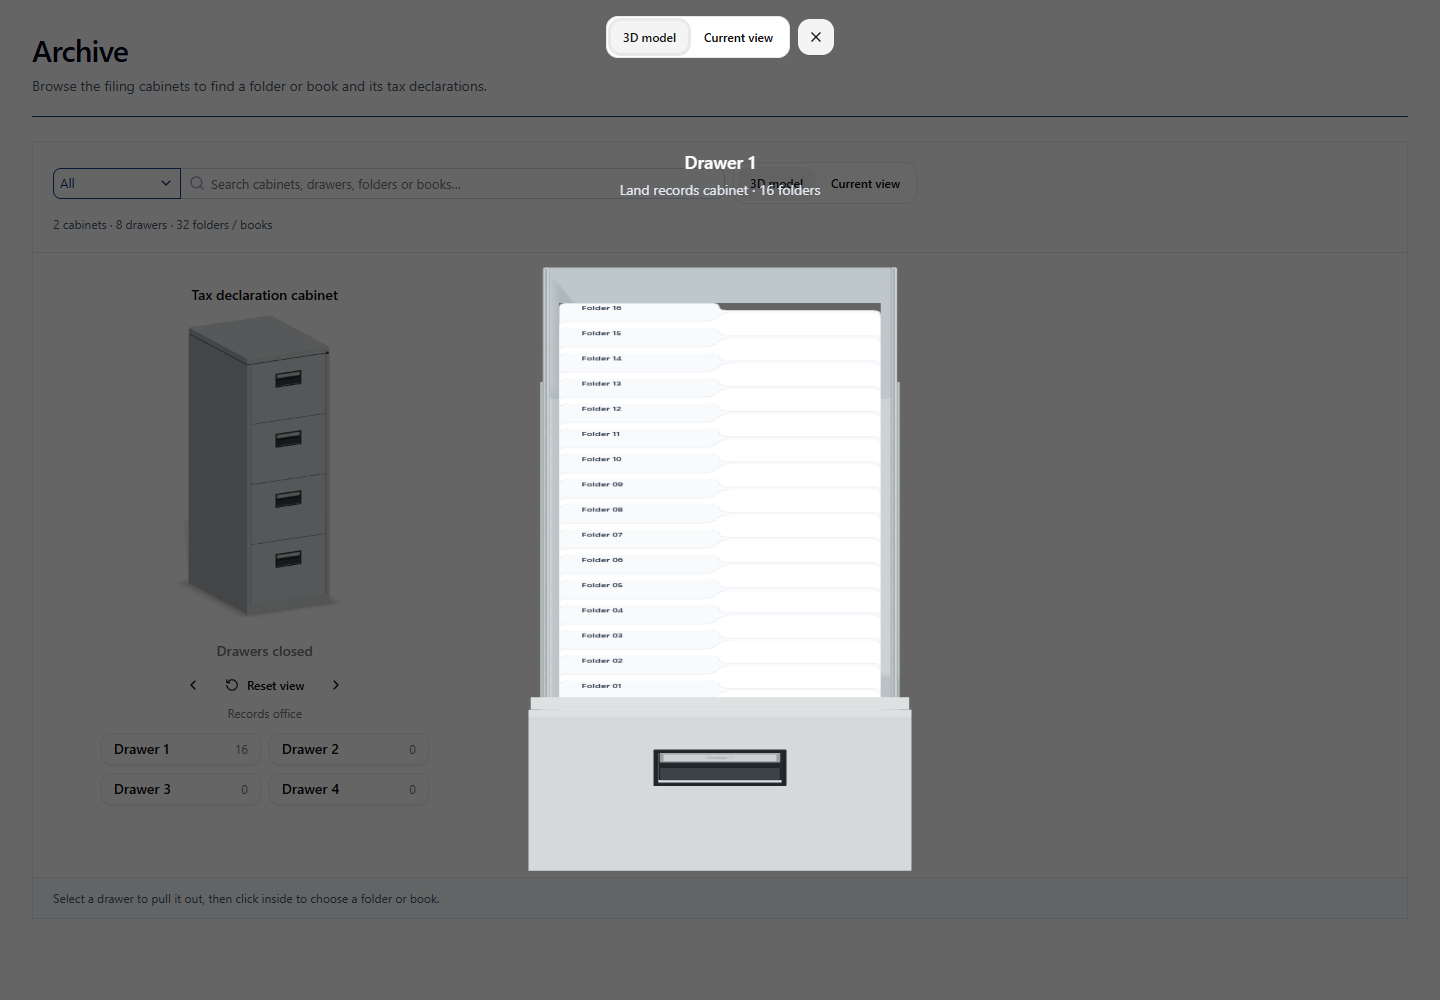 3D model
Current view
Archive
Browse the filing cabinets to find a folder or book and its tax declarations.
Drawer 1
Land records cabinet · 16 folders
All
Search cabinets, drawers, folders or books...
3D model
Current view
2 cabinets · 8 drawers · 32 folders / books
Tax declaration cabinet
Folder 16
Folder 15
Folder 14
Folder 13
Folder 12
Folder 11
Folder 10
Folder 09
Folder 08
Folder 07
Folder 06
Folder 05
Folder 04
Folder 03
Folder 02
Folder 01
Drawers closed
Reset view
Records office
Drawer 1 16
Drawer 2 0
Drawer 3 0
Drawer 4 0
Select a drawer to pull it out, then click inside to choose a folder or book.